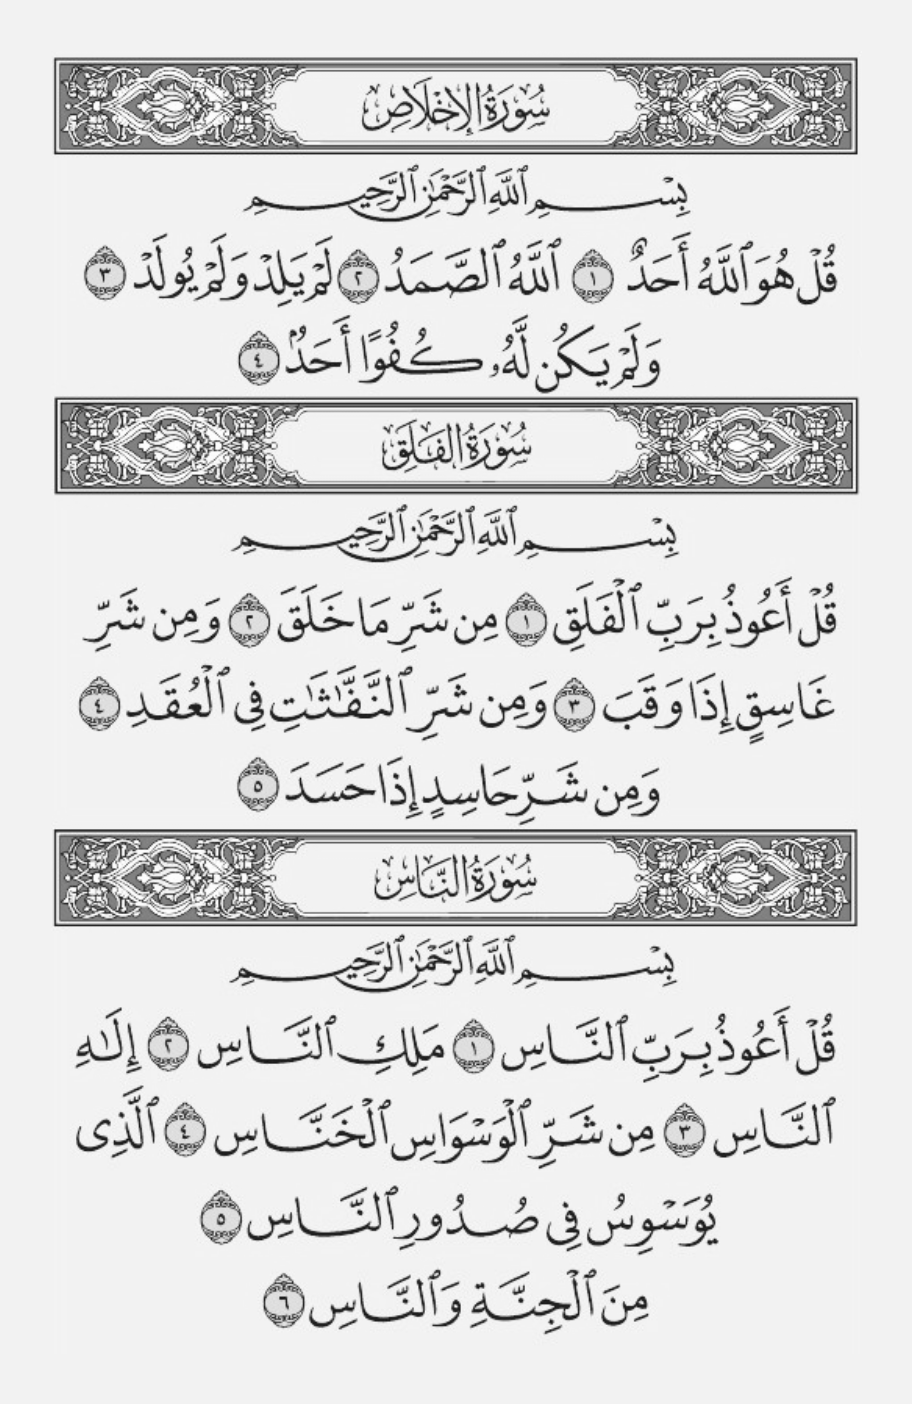 سُورَةُ الإِخْلَاصِ
بِسْمِ ٱللَّهِ ٱلرَّحْمَٰنِ ٱلرَّحِيمِ
قُلْ هُوَ ٱللَّهُ أَحَدٌ ١ ٱللَّهُ ٱلصَّمَدُ ٢ لَمْ يَلِدْ وَلَمْ يُولَدْ ٣
وَلَمْ يَكُن لَّهُۥ كُفُوًا أَحَدٌۢ ٤
سُورَةُ الفَلَقِ
بِسْمِ ٱللَّهِ ٱلرَّحْمَٰنِ ٱلرَّحِيمِ
قُلْ أَعُوذُ بِرَبِّ ٱلْفَلَقِ ١ مِن شَرِّ مَا خَلَقَ ٢ وَمِن شَرِّ
غَاسِقٍ إِذَا وَقَبَ ٣ وَمِن شَرِّ ٱلنَّفَّٰثَٰتِ فِى ٱلْعُقَدِ ٤
وَمِن شَرِّ حَاسِدٍ إِذَا حَسَدَ ٥
سُورَةُ النَّاسِ
بِسْمِ ٱللَّهِ ٱلرَّحْمَٰنِ ٱلرَّحِيمِ
قُلْ أَعُوذُ بِرَبِّ ٱلنَّاسِ ١ مَلِكِ ٱلنَّاسِ ٢ إِلَٰهِ
ٱلنَّاسِ ٣ مِن شَرِّ ٱلْوَسْوَاسِ ٱلْخَنَّاسِ ٤ ٱلَّذِى
يُوَسْوِسُ فِى صُدُورِ ٱلنَّاسِ ٥
مِنَ ٱلْجِنَّةِ وَٱلنَّاسِ ٦